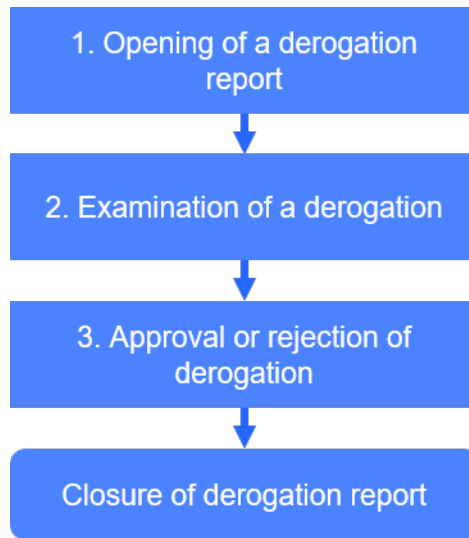 1. Opening of a derogation
report
2. Examination of a derogation
3. Approval or rejection of
derogation
Closure of derogation report